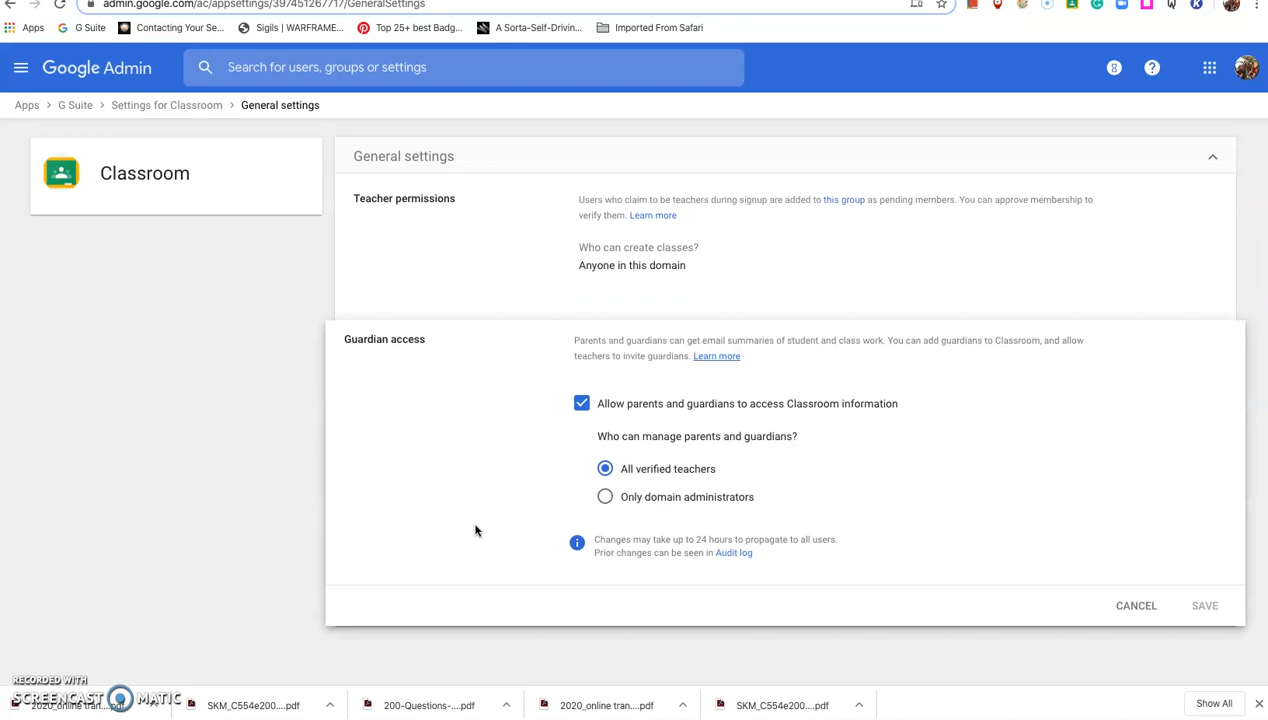 admin.google.com/ac/appsettings/397451267717/GeneralSettings
Apps G Suite Contacting Your Se... Sigils (WARFRAME... Top 25+ best Badg... A Sorta-Self-Drivin... Imported From Safari
Google Admin Search for users, groups or settings
Apps > G Suite > Settings for Classroom > General settings
Classroom
General settings
Teacher permissions
Users who claim to be teachers during signup are added to this group as pending members. You can approve membership to
verify them. Learn more
Who can create classes?
Anyone in this domain
Guardian access
Parents and guardians can get email summaries of student and class work. You can add guardians to Classroom, and allow
teachers to invite guardians. Learn more
Allow parents and guardians to access Classroom information
Who can manage parents and guardians?
All verified teachers
Only domain administrators
Changes may take up to 24 hours to propagate to all users.
Prior changes can be seen in Audit log
CANCEL SAVE
RECORDED WITH
SCREENCAST MATIC
2020_online tran....pdf SKM_C554e200....pdf 200-Questions-....pdf 2020_online tran....pdf SKM_C554e200....pdf Show All